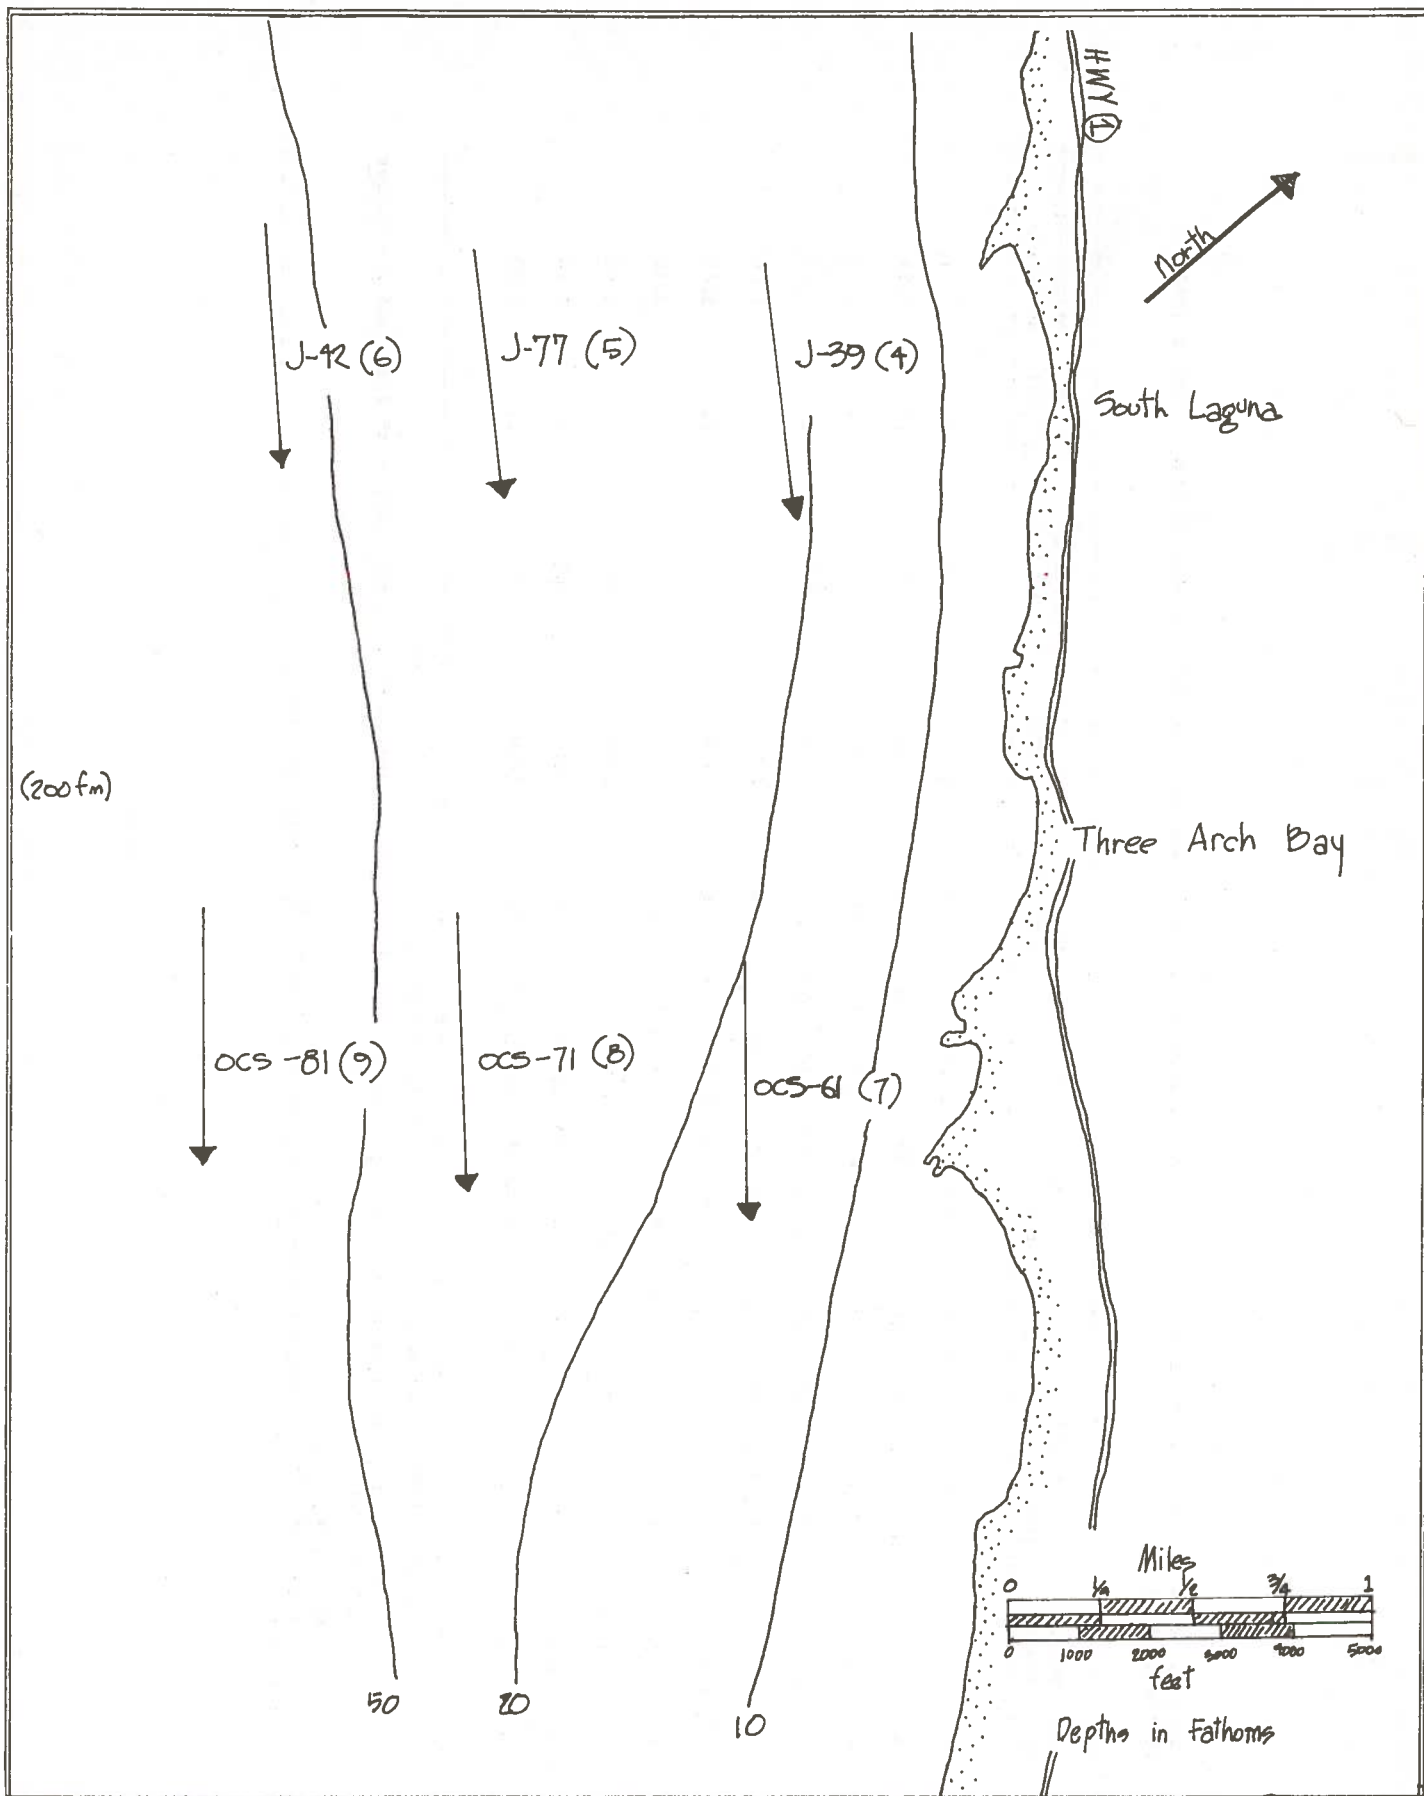 HWY 1
North
J-42 (6)
J-77 (5)
J-39 (4)
South Laguna
(200 fm)
Three Arch Bay
OCS-81 (9)
OCS-71 (8)
OCS-61 (7)
Miles
0 1/4 1/2 3/4 1
0 1000 2000 3000 4000 5000
feet
50
20
10
Depths in Fathoms